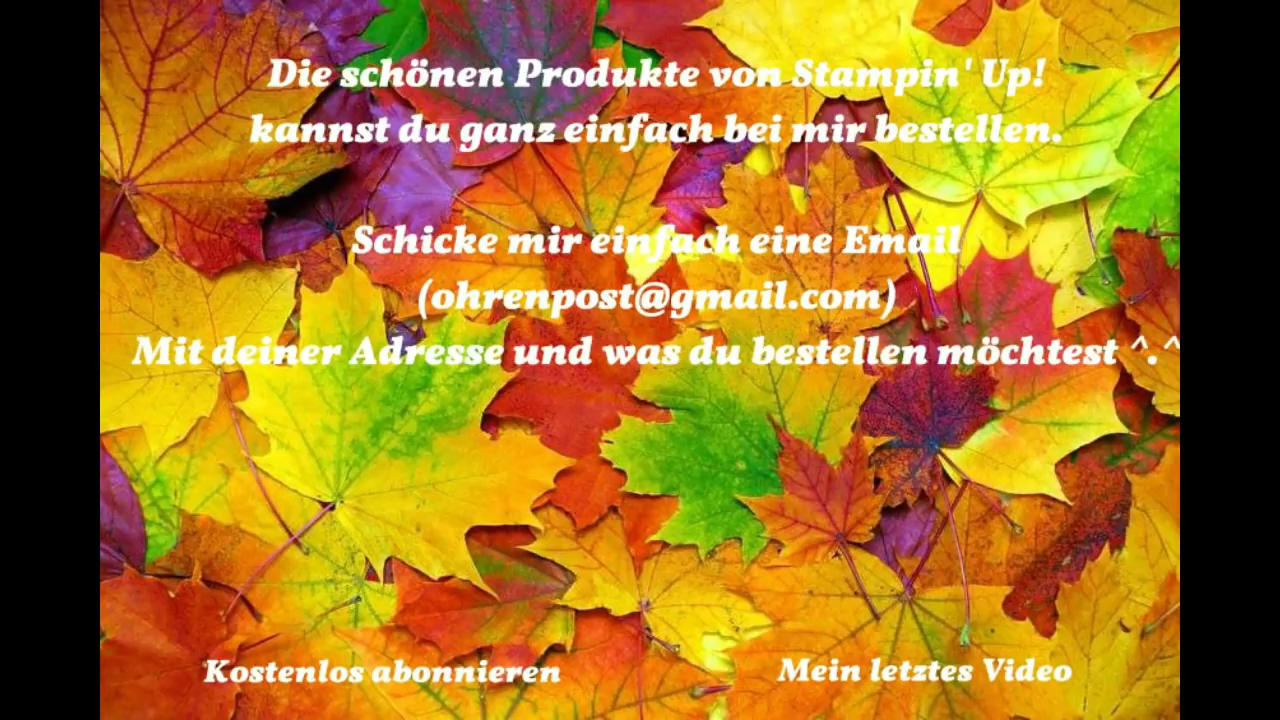 Die schönen Produkte von Stampin' Up!
kannst du ganz einfach bei mir bestellen.
Schicke mir einfach eine Email
(ohrenpost@gmail.com)
Mit deiner Adresse und was du bestellen möchtest ^.^
Kostenlos abonnieren
Mein letztes Video